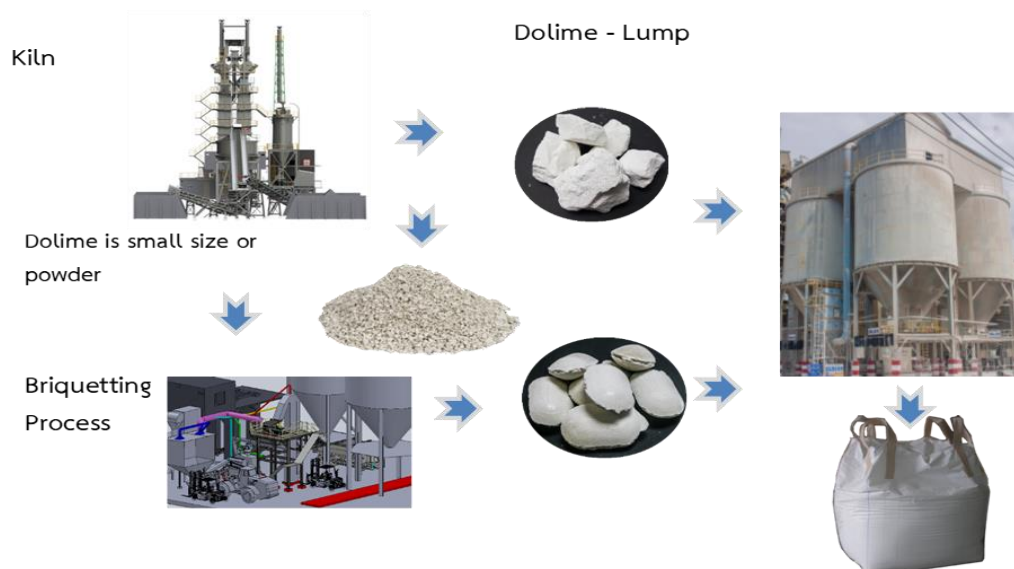 Kiln
Dolime - Lump
Dolime is small size or
powder
Briquetting
Process